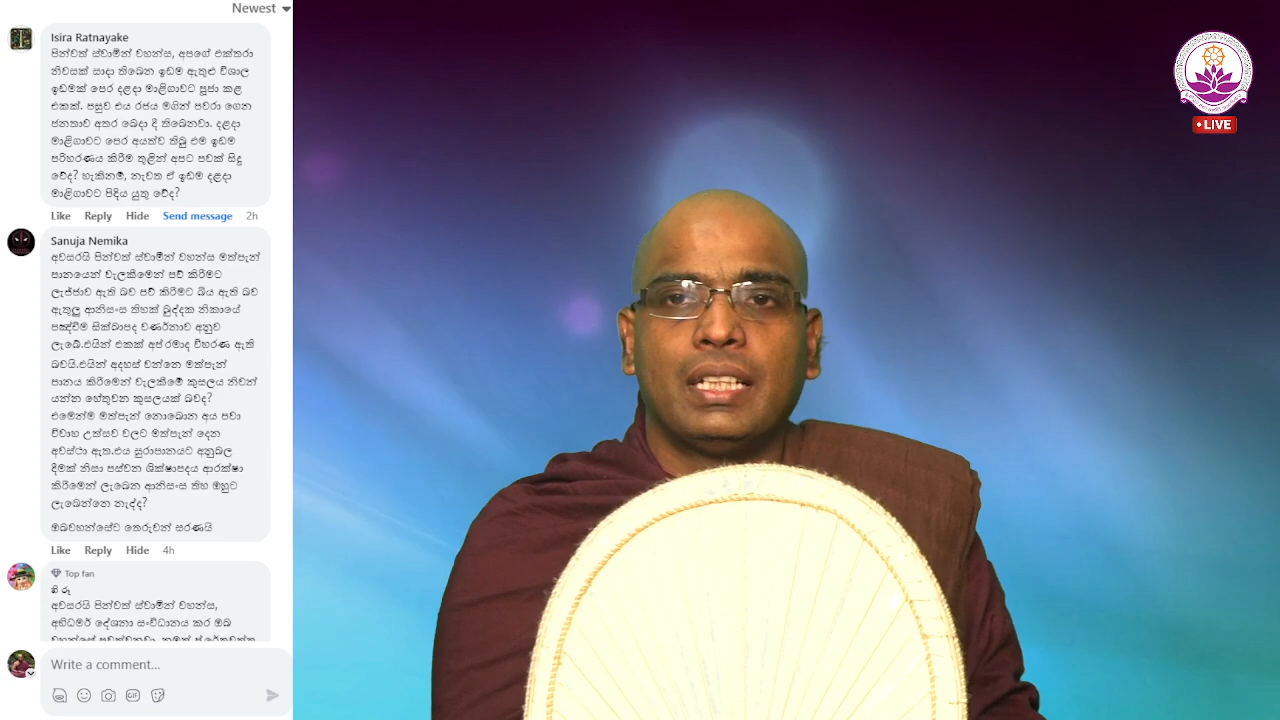 Newest
Isira Ratnayake
පින්වත් ස්වාමීන් වහන්ස, අපගේ එක්තරා
නිවසක් සාදා තිබෙන ඉඩම ඇතුළු විශාල
ඉඩමක් පෙර දළදා මාළිගාවට පූජා කළ
එකක්. පසුව එය රජය මගින් පවරා ගෙන
ජනතාව අතර බෙදා දී තිබෙනවා. දළදා
මාළිගාවට පෙර අයත්ව තිබූ එම ඉඩම
පරිහරණය කිරීම තුළින් අපට පවක් සිදු
වේද? හැකිනම්, නැවත ඒ ඉඩම දළදා
මාළිගාවට පිදිය යුතු වේද?
Like Reply Hide Send message 2h
Sanuja Nemika
අවසරයි පින්වත් ස්වාමීන් වහන්ස මත්පැන්
පානයෙන් වැලකීමෙන් පව් කිරීමට
ලැජ්ජාව ඇති බව පව් කිරීමට බිය ඇති බව
ඇතුලු ආනිසංස තිහක් ඛුද්දක නිකායේ
පඤ්චිම සික්ඛාපද වණර්නාව අනුව
ලැබේ.එයින් එකක් අප්රමාද විහරණ ඇති
බවයි.එයින් අදහස් වන්නෙ මත්පැන්
පානය කිරීමෙන් වැලකීමේ කුසලය නිවන්
යන්න හේතුවන කුසලයක් බවද?
එමෙන්ම මත්පැන් නොබොන අය පවා
විවාහ උත්සව වලට මත්පැන් දෙන
අවස්ථා ඇත.එය සුරාපානයට අනුබල
දීමක් නිසා පස්වන ශික්ෂාපදය ආරක්ෂා
කිරීමෙන් ලැබෙන ආනිසංස තිහ ඔහුට
ලැබෙන්නෙ නැද්ද?
ඔබවහන්සේට තෙරුවන් සරණයි
Like Reply Hide 4h
Top fan
අවසරයි පින්වත් ස්වාමීන් වහන්ස,
අභිධමර් දේශනා සංවිධානය කර ඔබ
Write a comment...
GIF
LIVE